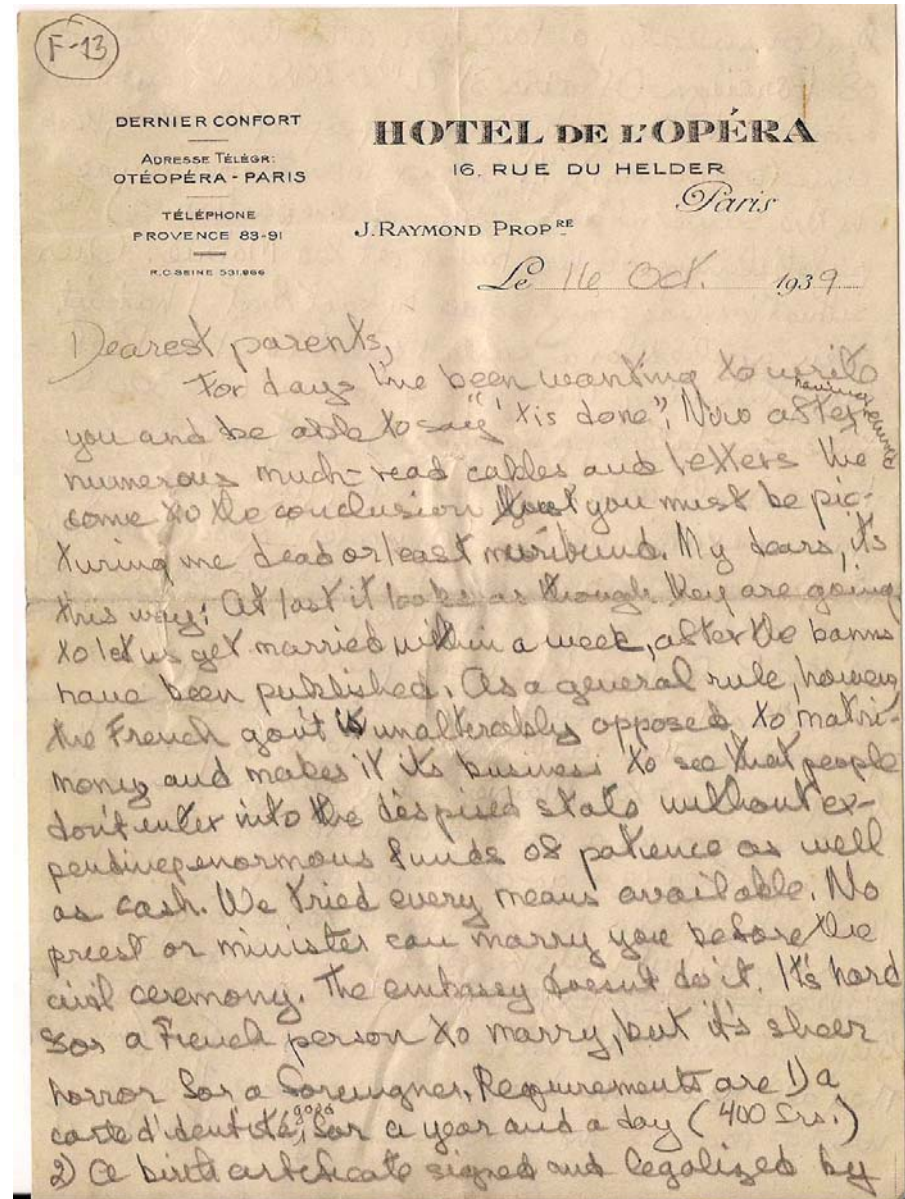 F-13
DERNIER CONFORT
ADRESSE TÉLÉGR:
OTÉOPÉRA - PARIS
TÉLÉPHONE
PROVENCE 83-91
R.C. SEINE 531.966
HOTEL DE L'OPÉRA
16, RUE DU HELDER
Paris
J. RAYMOND PROPRE
Le 16 Oct. 1939
Dearest parents,
For days I've been wanting to write
you and be able to say "'tis done". Now after having received
numerous much-read cables and letters I've
come to the conclusion that you must be pic-
turing me dead or least moribund. My dears, it's
this way: At last it looks as though they are going
to let us get married within a week, after the banns
have been published. As a general rule, however,
the French gov't is unalterably opposed to matri-
mony and makes it its business to see that people
don't enter into the despised state without ex-
pending enormous funds of patience as well
as cash. We tried every means available. No
priest or minister can marry you before the
civil ceremony. The embassy doesn't do it. It's hard
for a French person to marry, but it's sheer
horror for a foreigner. Requirements are 1) a
carte d'identité, good for a year and a day (400 frs.)
2) A birth certificate signed and legalized by